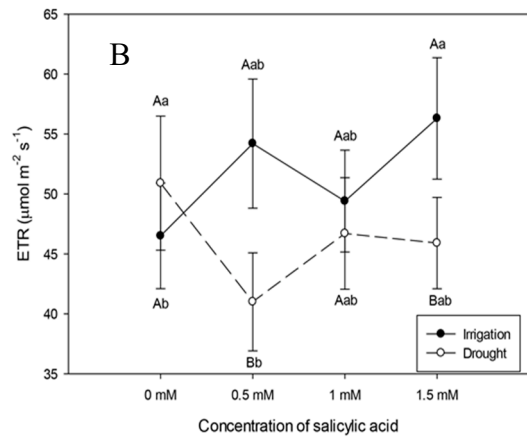 B
ETR (μmol m⁻² s⁻¹)
65
60
55
50
45
40
35
Aa
Aab
Aab
Aa
Ab
Bb
Aab
Bab
Irrigation
Drought
0 mM
0.5 mM
1 mM
1.5 mM
Concentration of salicylic acid